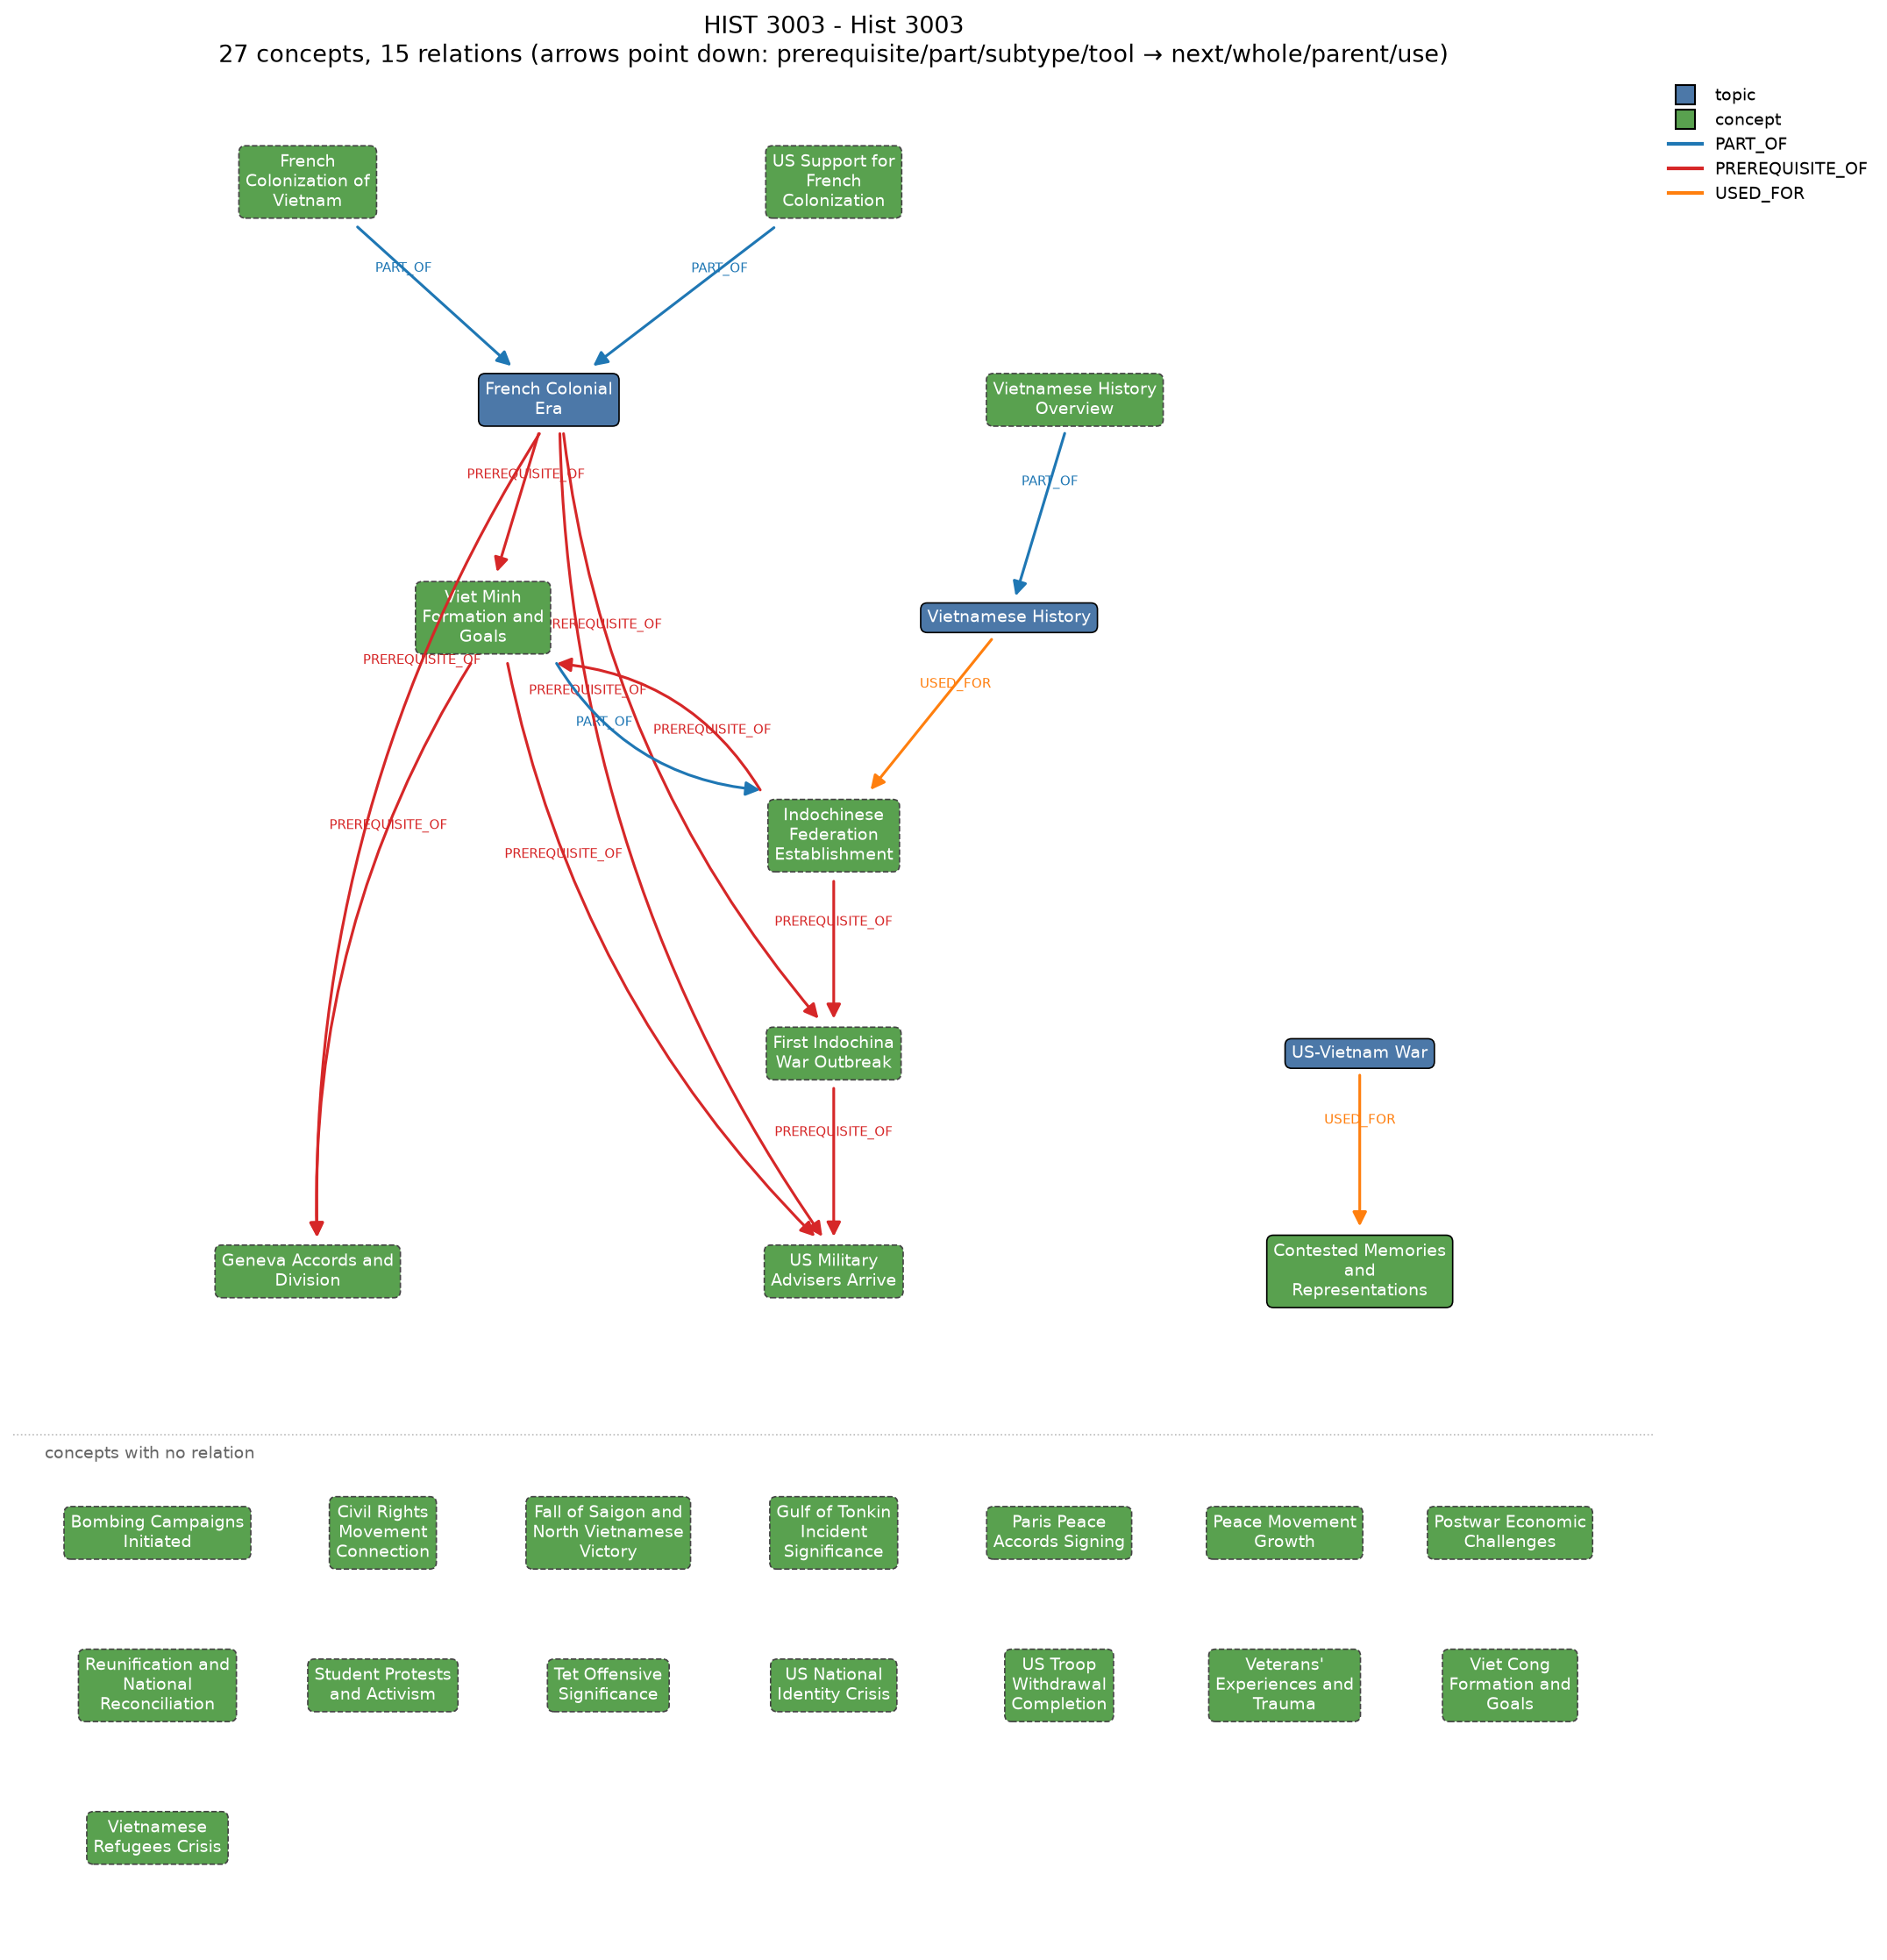 HIST 3003 - Hist 3003
27 concepts, 15 relations (arrows point down: prerequisite/part/subtype/tool → next/whole/parent/use)
topic
concept
PART_OF
PREREQUISITE_OF
USED_FOR
French
Colonization of
Vietnam
US Support for
French
Colonization
PART_OF
PART_OF
French Colonial
Era
Vietnamese History
Overview
PREREQUISITE_OF
PART_OF
Viet Minh
Formation and
Goals
Vietnamese History
REREQUISITE_OF
PREREQUISITE_OF
PREREQUISITE_OF
USED_FOR
PART_OF
PREREQUISITE_OF
Indochinese
Federation
Establishment
PREREQUISITE_OF
PREREQUISITE_OF
PREREQUISITE_OF
First Indochina
War Outbreak
US-Vietnam War
PREREQUISITE_OF
USED_FOR
Geneva Accords and
Division
US Military
Advisers Arrive
Contested Memories
and
Representations
concepts with no relation
Bombing Campaigns
Initiated
Civil Rights
Movement
Connection
Fall of Saigon and
North Vietnamese
Victory
Gulf of Tonkin
Incident
Significance
Paris Peace
Accords Signing
Peace Movement
Growth
Postwar Economic
Challenges
Reunification and
National
Reconciliation
Student Protests
and Activism
Tet Offensive
Significance
US National
Identity Crisis
US Troop
Withdrawal
Completion
Veterans'
Experiences and
Trauma
Viet Cong
Formation and
Goals
Vietnamese
Refugees Crisis